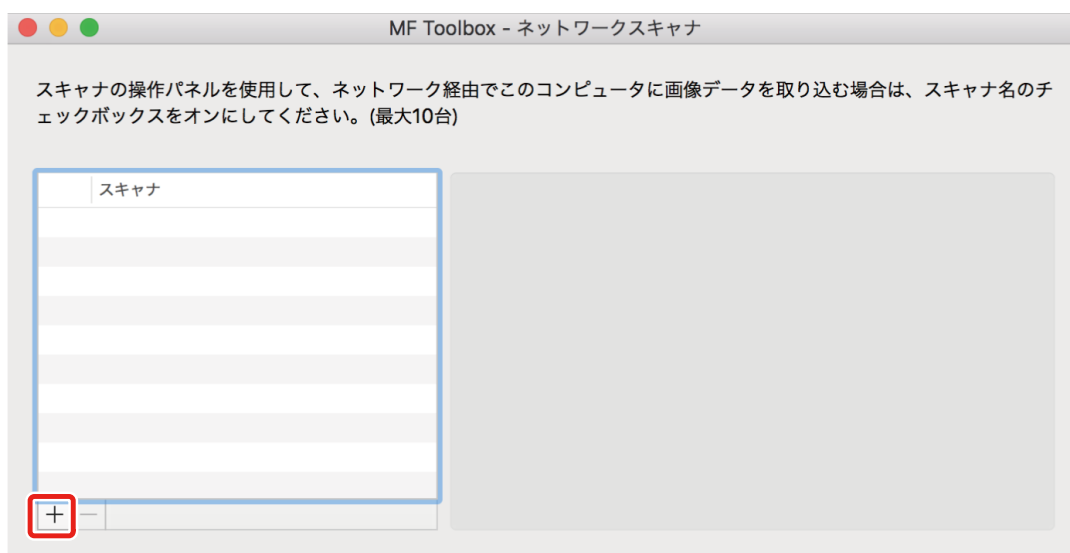 MF Toolbox - ネットワークスキャナ
スキャナの操作パネルを使用して、ネットワーク経由でこのコンピュータに画像データを取り込む場合は、スキャナ名のチ
ェックボックスをオンにしてください。(最大10台)
スキャナ
+ −